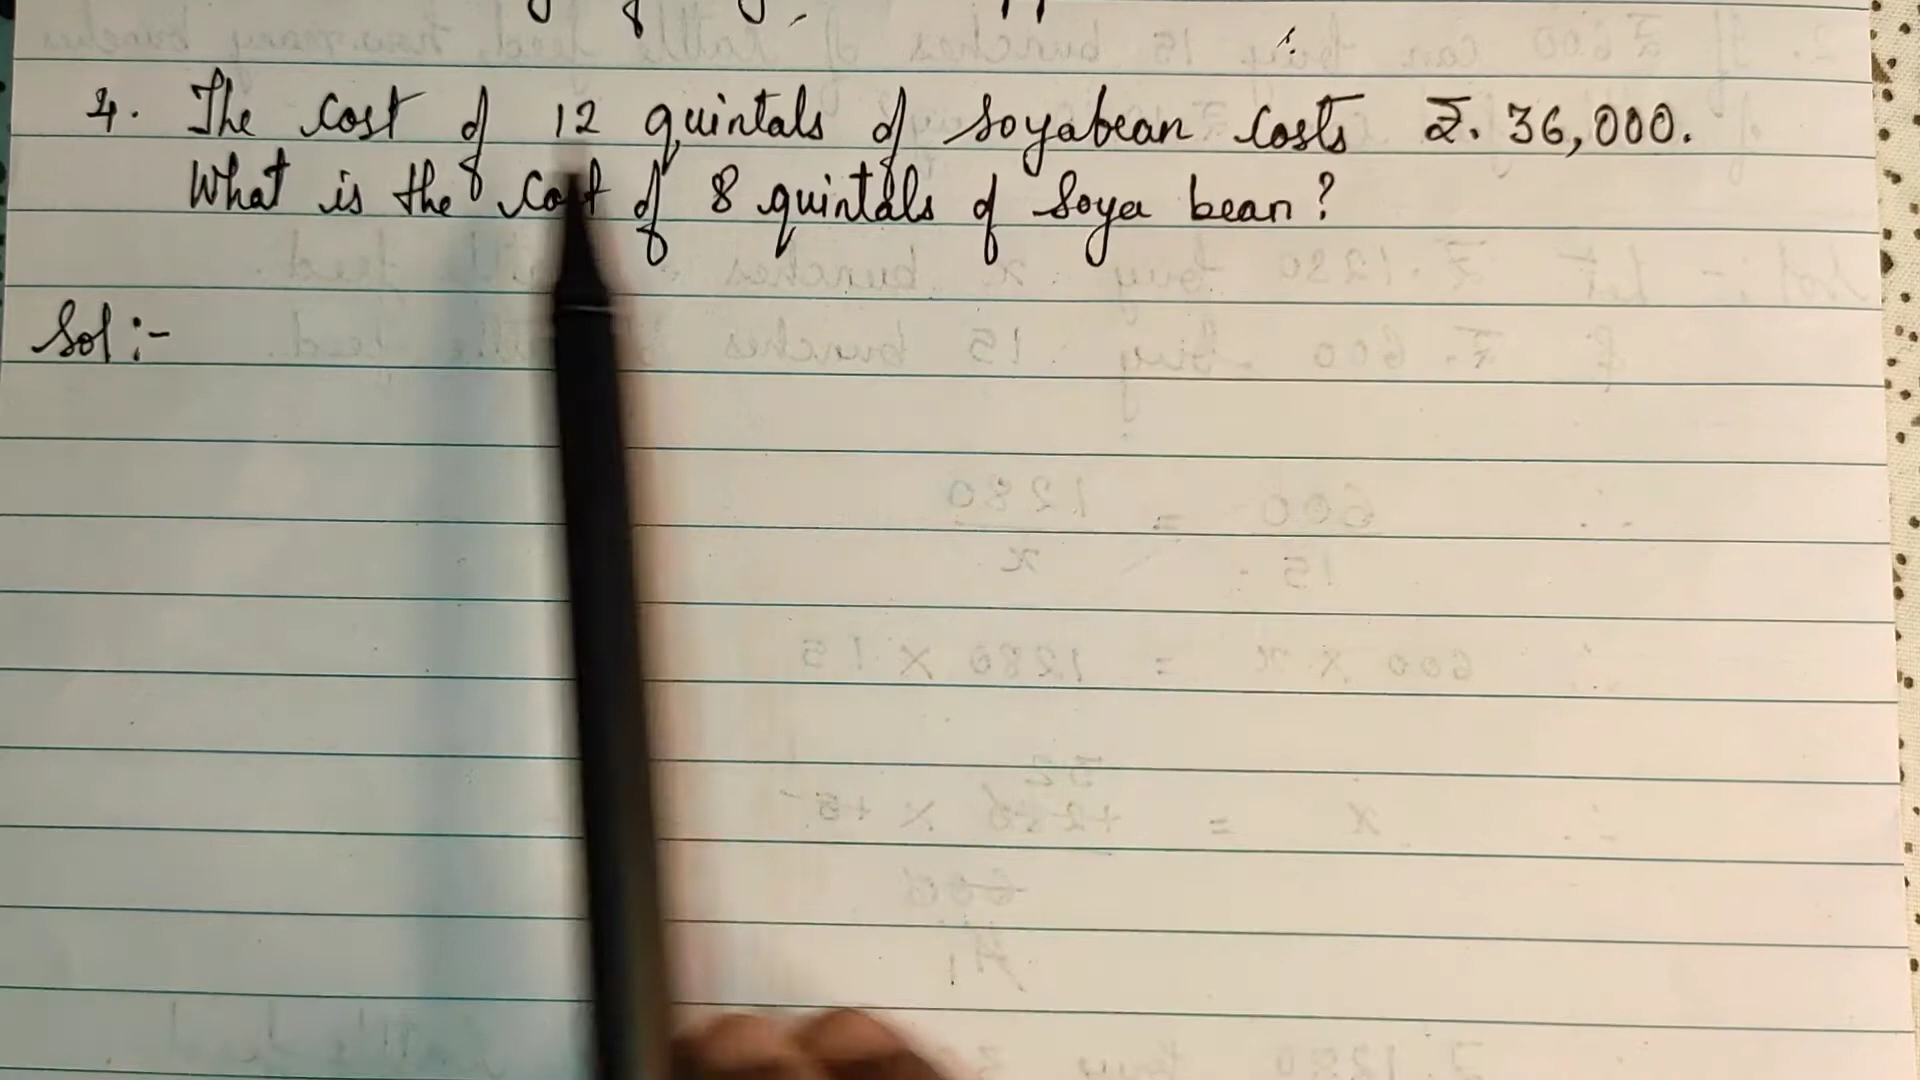 4. The cost of 12 quintals of soyabean costs ₹. 36,000.
What is the cost of 8 quintals of Soya bean?
Sol :-